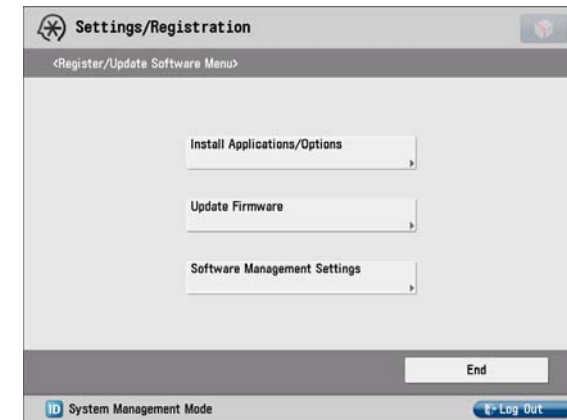 Settings/Registration
<Register/Update Software Menu>
Install Applications/Options
Update Firmware
Software Management Settings
End
ID System Management Mode
Log Out